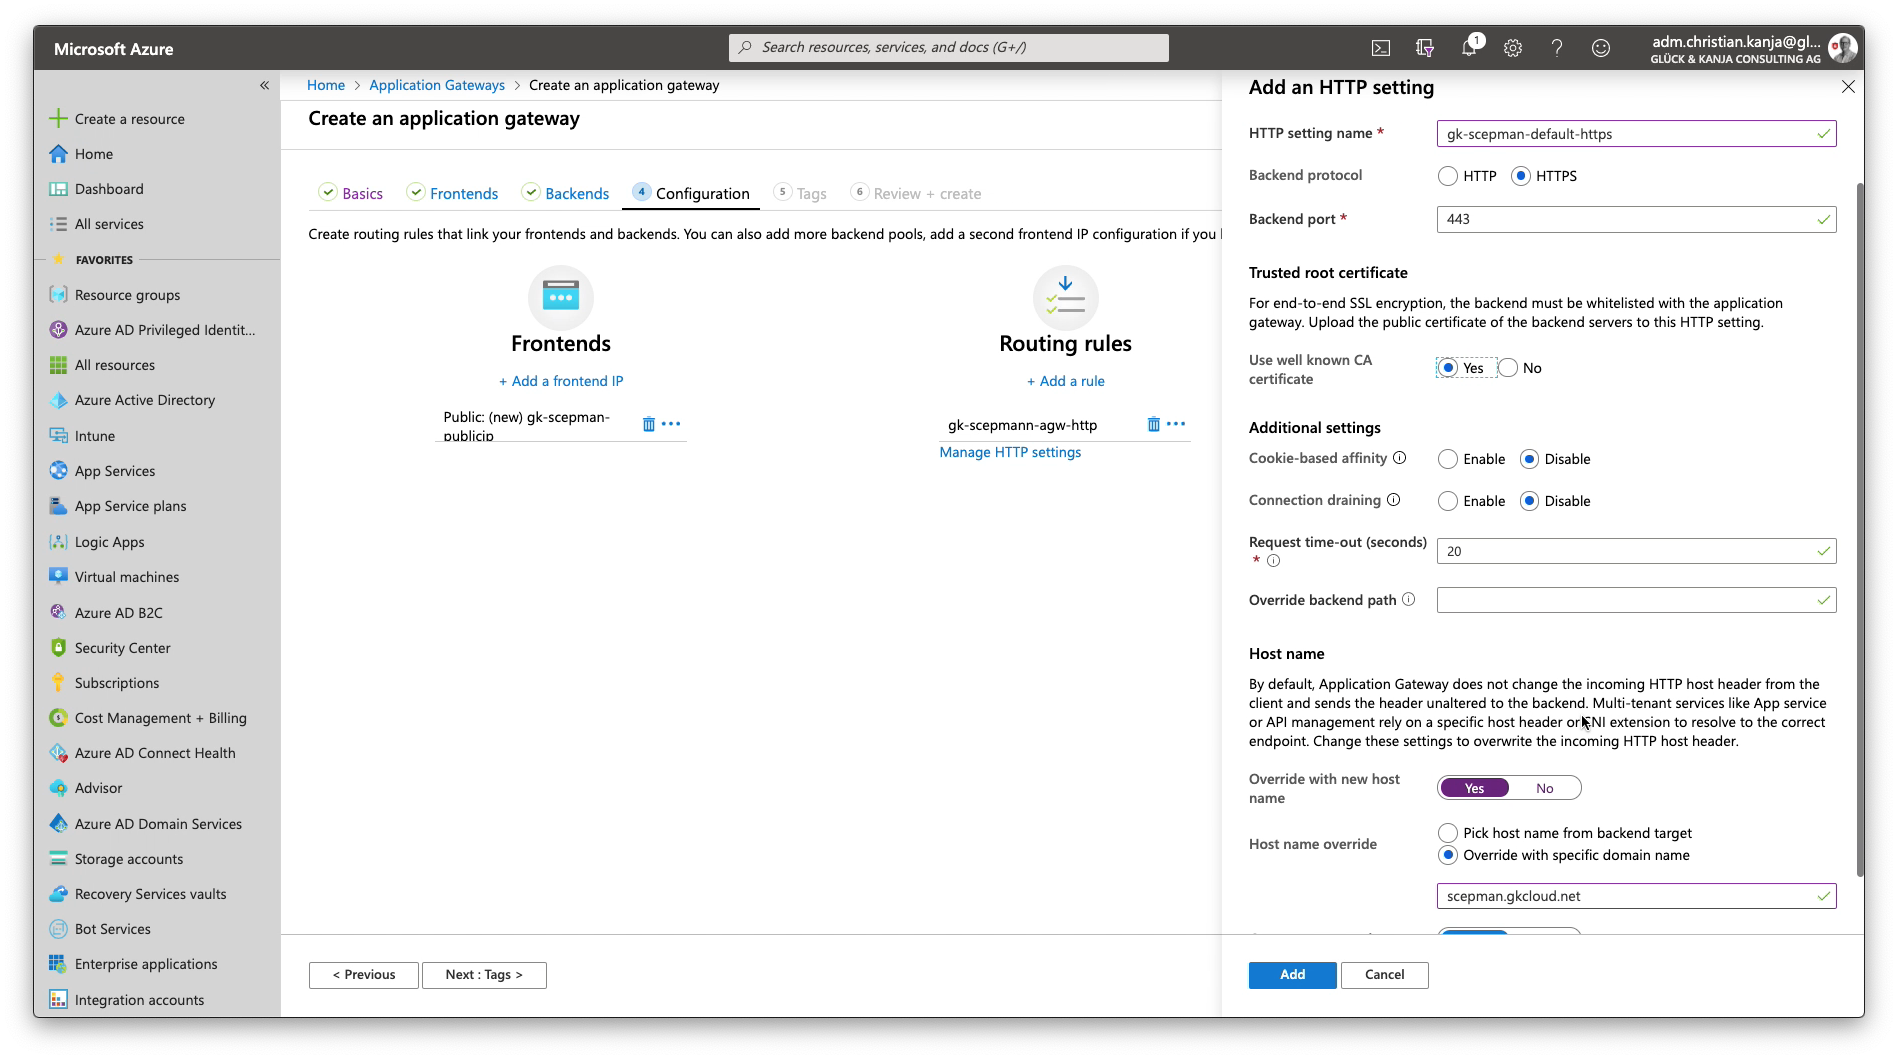 Microsoft Azure
Search resources, services, and docs (G+/)
1
adm.christian.kanja@gl...
GLÜCK & KANJA CONSULTING AG
«
Create a resource
Home
Dashboard
All services
FAVORITES
Resource groups
Azure AD Privileged Identit...
All resources
Azure Active Directory
Intune
App Services
App Service plans
Logic Apps
Virtual machines
Azure AD B2C
Security Center
Subscriptions
Cost Management + Billing
Azure AD Connect Health
Advisor
Azure AD Domain Services
Storage accounts
Recovery Services vaults
Bot Services
Enterprise applications
Integration accounts
Home > Application Gateways > Create an application gateway
Create an application gateway
Basics Frontends Backends 4 Configuration 5 Tags 6 Review + create
Create routing rules that link your frontends and backends. You can also add more backend pools, add a second frontend IP configuration if you
Frontends
+ Add a frontend IP
Public: (new) gk-scepman-
publicip
Routing rules
+ Add a rule
gk-scepmann-agw-http
Manage HTTP settings
< Previous
Next : Tags >
Add an HTTP setting
HTTP setting name *
gk-scepman-default-https
Backend protocol
HTTP HTTPS
Backend port *
443
Trusted root certificate
For end-to-end SSL encryption, the backend must be whitelisted with the application
gateway. Upload the public certificate of the backend servers to this HTTP setting.
Use well known CA
certificate
Yes No
Additional settings
Cookie-based affinity
Enable Disable
Connection draining
Enable Disable
Request time-out (seconds)
*
20
Override backend path
Host name
By default, Application Gateway does not change the incoming HTTP host header from the
client and sends the header unaltered to the backend. Multi-tenant services like App service
or API management rely on a specific host header or SNI extension to resolve to the correct
endpoint. Change these settings to overwrite the incoming HTTP host header.
Override with new host
name
Yes No
Host name override
Pick host name from backend target
Override with specific domain name
scepman.gkcloud.net
Add
Cancel